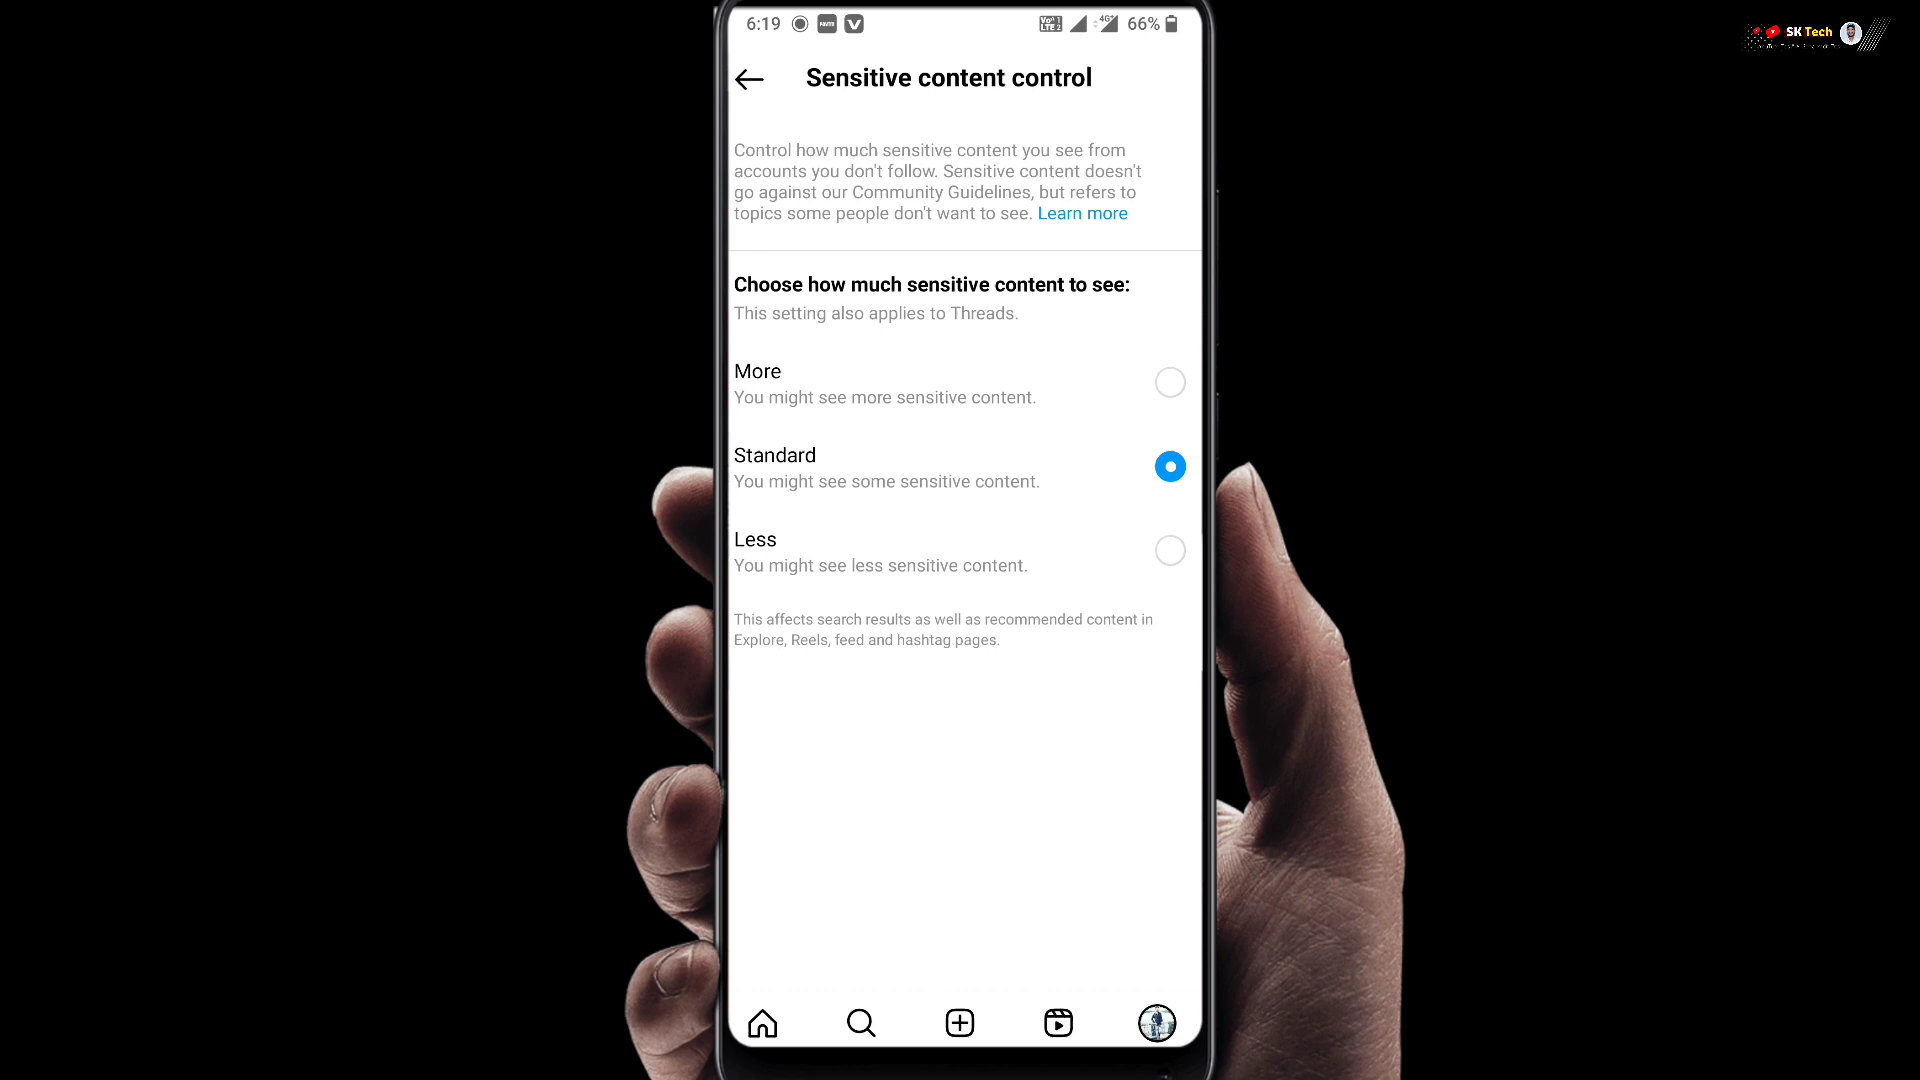 6:19
66%
SK Tech
Sensitive content control
Control how much sensitive content you see from
accounts you don't follow. Sensitive content doesn't
go against our Community Guidelines, but refers to
topics some people don't want to see. Learn more
Choose how much sensitive content to see:
This setting also applies to Threads.
More
You might see more sensitive content.
Standard
You might see some sensitive content.
Less
You might see less sensitive content.
This affects search results as well as recommended content in
Explore, Reels, feed and hashtag pages.